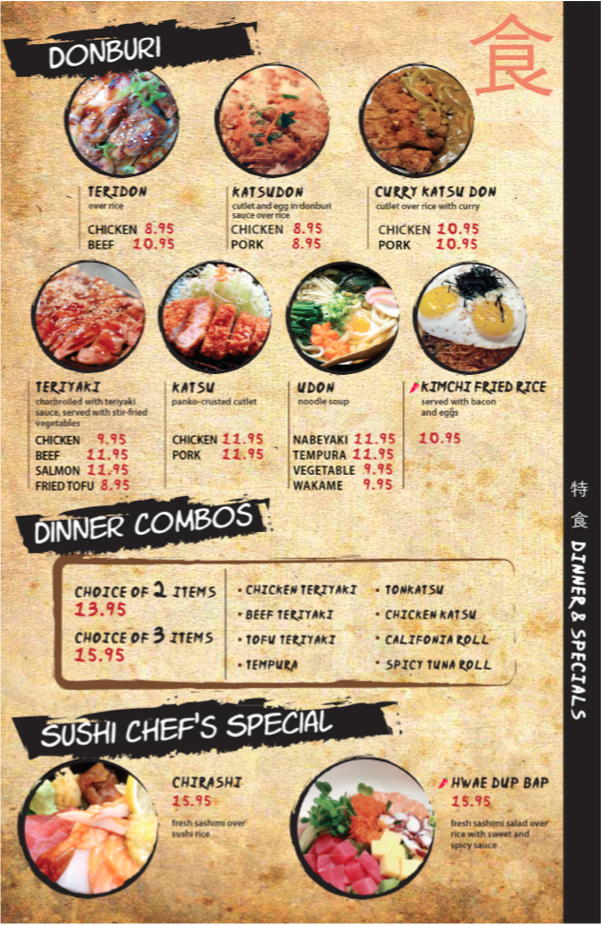 DONBURI
食
TERIDON
over rice
CHICKEN 8.95
BEEF 10.95
KATSUDON
cutlet and egg in donburi
sauce over rice
CHICKEN 8.95
PORK 8.95
CURRY KATSU DON
cutlet over rice with curry
CHICKEN 10.95
PORK 10.95
TERIYAKI
charbroiled with teriyaki
sauce, served with stir-fried
vegetables
CHICKEN 9.95
BEEF 11.95
SALMON 11.95
FRIED TOFU 8.95
KATSU
panko-crusted cutlet
CHICKEN 11.95
PORK 11.95
UDON
noodle soup
NABEYAKI 11.95
TEMPURA 11.95
VEGETABLE 9.95
WAKAME 9.95
KIMCHI FRIED RICE
served with bacon
and eggs
10.95
DINNER COMBOS
CHOICE OF 2 ITEMS
13.95
CHOICE OF 3 ITEMS
15.95
• CHICKEN TERIYAKI
• BEEF TERIYAKI
• TOFU TERIYAKI
• TEMPURA
• TONKATSU
• CHICKEN KATSU
• CALIFONIA ROLL
• SPICY TUNA ROLL
SUSHI CHEF'S SPECIAL
CHIRASHI
15.95
fresh sashimi over
sushi rice
HWAE DUP BAP
15.95
fresh sashimi salad over
rice with sweet and
spicy sauce
特食 DINNER & SPECIALS